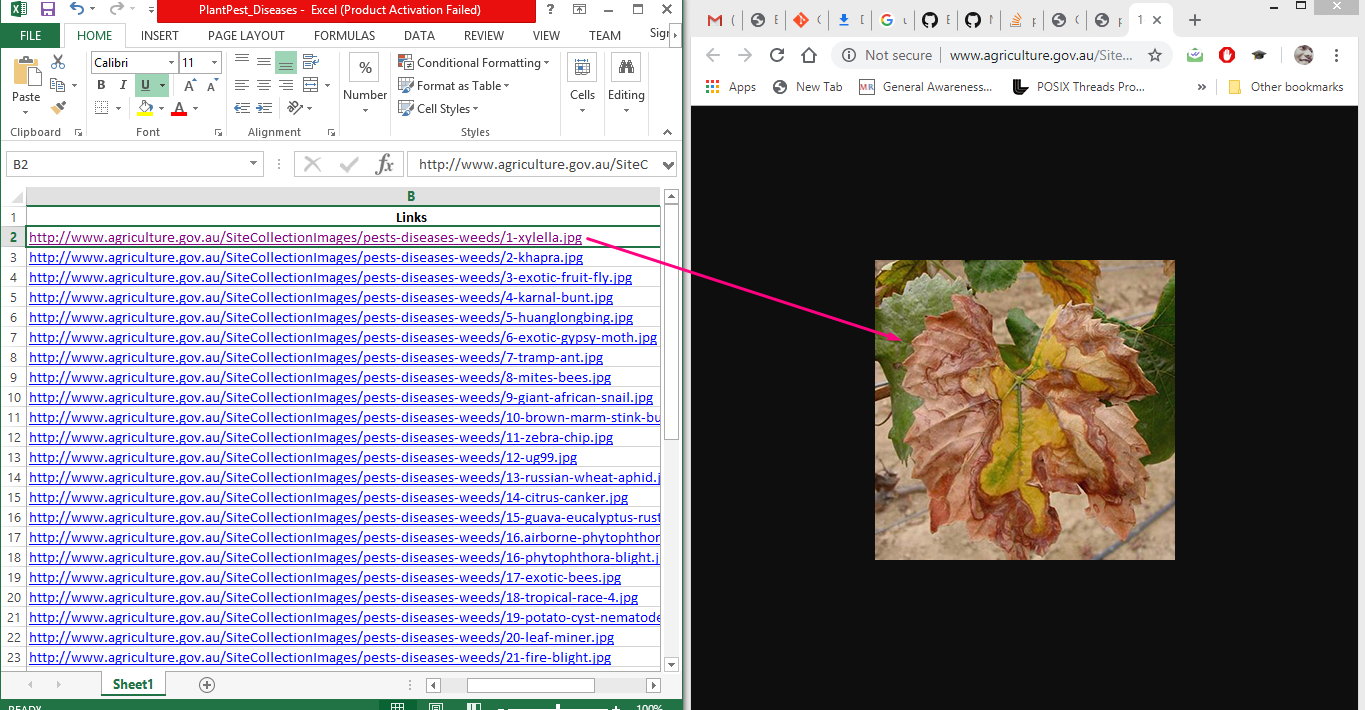 PlantPest_Diseases - Excel (Product Activation Failed)
FILE HOME INSERT PAGE LAYOUT FORMULAS DATA REVIEW VIEW TEAM
Calibri 11
Paste
B I U
Number
Conditional Formatting
Format as Table
Cell Styles
Cells
Editing
Clipboard Font Alignment Styles
B2
http://www.agriculture.gov.au/SiteC
B
1 Links
2 http://www.agriculture.gov.au/SiteCollectionImages/pests-diseases-weeds/1-xylella.jpg
3 http://www.agriculture.gov.au/SiteCollectionImages/pests-diseases-weeds/2-khapra.jpg
4 http://www.agriculture.gov.au/SiteCollectionImages/pests-diseases-weeds/3-exotic-fruit-fly.jpg
5 http://www.agriculture.gov.au/SiteCollectionImages/pests-diseases-weeds/4-karnal-bunt.jpg
6 http://www.agriculture.gov.au/SiteCollectionImages/pests-diseases-weeds/5-huanglongbing.jpg
7 http://www.agriculture.gov.au/SiteCollectionImages/pests-diseases-weeds/6-exotic-gypsy-moth.jpg
8 http://www.agriculture.gov.au/SiteCollectionImages/pests-diseases-weeds/7-tramp-ant.jpg
9 http://www.agriculture.gov.au/SiteCollectionImages/pests-diseases-weeds/8-mites-bees.jpg
10 http://www.agriculture.gov.au/SiteCollectionImages/pests-diseases-weeds/9-giant-african-snail.jpg
11 http://www.agriculture.gov.au/SiteCollectionImages/pests-diseases-weeds/10-brown-marm-stink-bu
12 http://www.agriculture.gov.au/SiteCollectionImages/pests-diseases-weeds/11-zebra-chip.jpg
13 http://www.agriculture.gov.au/SiteCollectionImages/pests-diseases-weeds/12-ug99.jpg
14 http://www.agriculture.gov.au/SiteCollectionImages/pests-diseases-weeds/13-russian-wheat-aphid.j
15 http://www.agriculture.gov.au/SiteCollectionImages/pests-diseases-weeds/14-citrus-canker.jpg
16 http://www.agriculture.gov.au/SiteCollectionImages/pests-diseases-weeds/15-guava-eucalyptus-rust
17 http://www.agriculture.gov.au/SiteCollectionImages/pests-diseases-weeds/16.airborne-phytophthor
18 http://www.agriculture.gov.au/SiteCollectionImages/pests-diseases-weeds/16-phytophthora-blight.j
19 http://www.agriculture.gov.au/SiteCollectionImages/pests-diseases-weeds/17-exotic-bees.jpg
20 http://www.agriculture.gov.au/SiteCollectionImages/pests-diseases-weeds/18-tropical-race-4.jpg
21 http://www.agriculture.gov.au/SiteCollectionImages/pests-diseases-weeds/19-potato-cyst-nematode
22 http://www.agriculture.gov.au/SiteCollectionImages/pests-diseases-weeds/20-leaf-miner.jpg
23 http://www.agriculture.gov.au/SiteCollectionImages/pests-diseases-weeds/21-fire-blight.jpg
Sheet1
100%
Not secure www.agriculture.gov.au/Site...
Apps New Tab General Awareness... POSIX Threads Pro... Other bookmarks